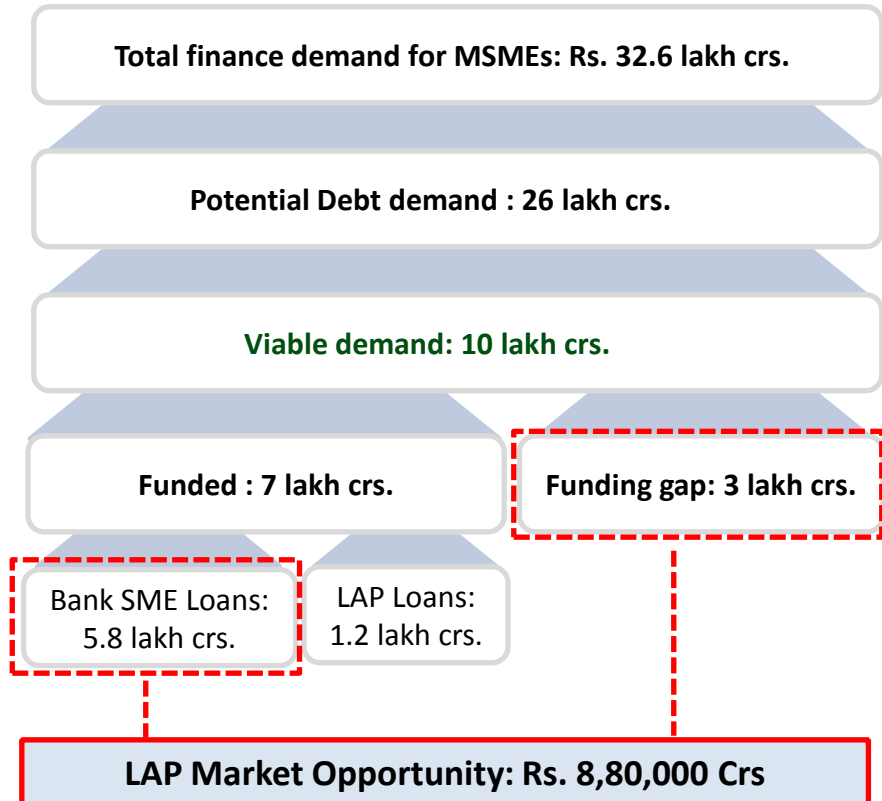 Total finance demand for MSMEs: Rs. 32.6 lakh crs.
Potential Debt demand : 26 lakh crs.
Viable demand: 10 lakh crs.
Funded : 7 lakh crs.
Funding gap: 3 lakh crs.
Bank SME Loans:
5.8 lakh crs.
LAP Loans:
1.2 lakh crs.
LAP Market Opportunity: Rs. 8,80,000 Crs